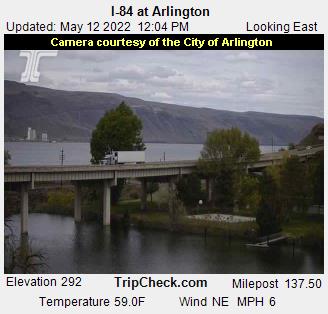 I-84 at Arlington
Updated: May 12 2022 12:04 PM Looking East
Camera courtesy of the City of Arlington
Elevation 292 TripCheck.com Milepost 137.50
Temperature 59.0F Wind NE MPH 6